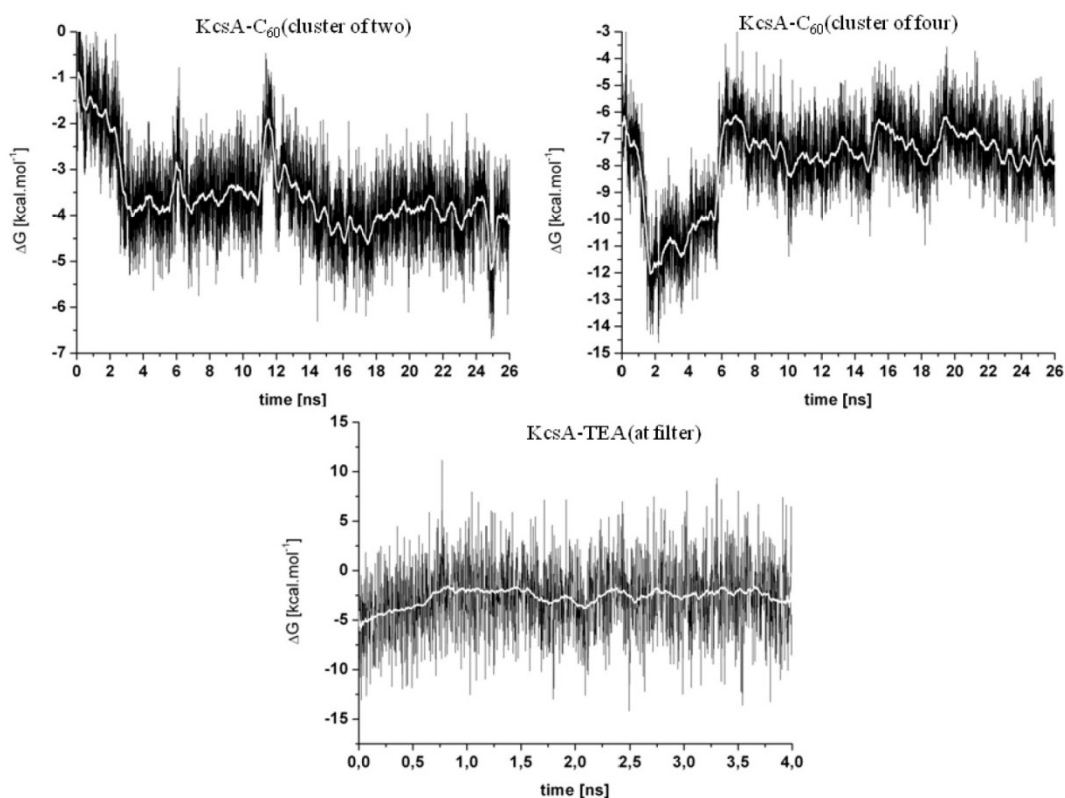 KcsA-C60(cluster of two)
0
-1
-2
-3
-4
-5
-6
-7
ΔG [kcal.mol-1]
0 2 4 6 8 10 12 14 16 18 20 22 24 26
time [ns]
KcsA-C60(cluster of four)
-3
-4
-5
-6
-7
-8
-9
-10
-11
-12
-13
-14
-15
ΔG [kcal.mol-1]
0 2 4 6 8 10 12 14 16 18 20 22 24 26
time [ns]
KcsA-TEA(at filter)
15
10
5
0
-5
-10
-15
ΔG [kcal.mol-1]
0,0 0,5 1,0 1,5 2,0 2,5 3,0 3,5 4,0
time [ns]